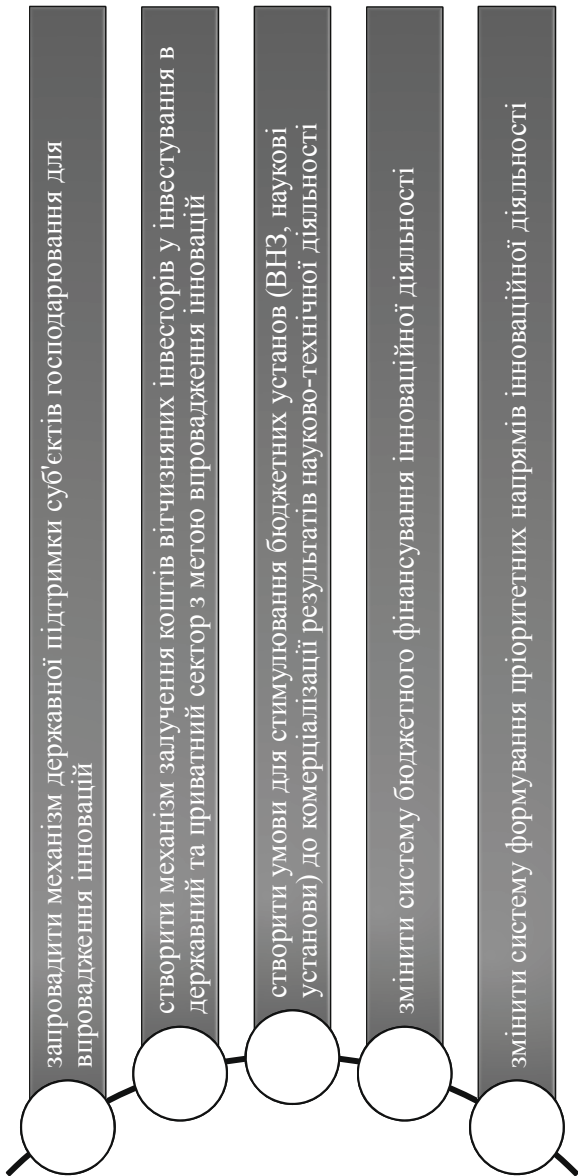 запровадити механізм державної підтримки суб'єктів господарювання для
впровадження інновацій
створити механізм залучення коштів вітчизняних інвесторів у інвестування в
державний та приватний сектор з метою впровадження інновацій
створити умови для стимулювання бюджетних установ (ВНЗ, наукові
установи) до комерціалізації результатів науково-технічної діяльності
змінити систему бюджетного фінансування інноваційної діяльності
змінити систему формування пріоритетних напрямів інноваційної діяльності